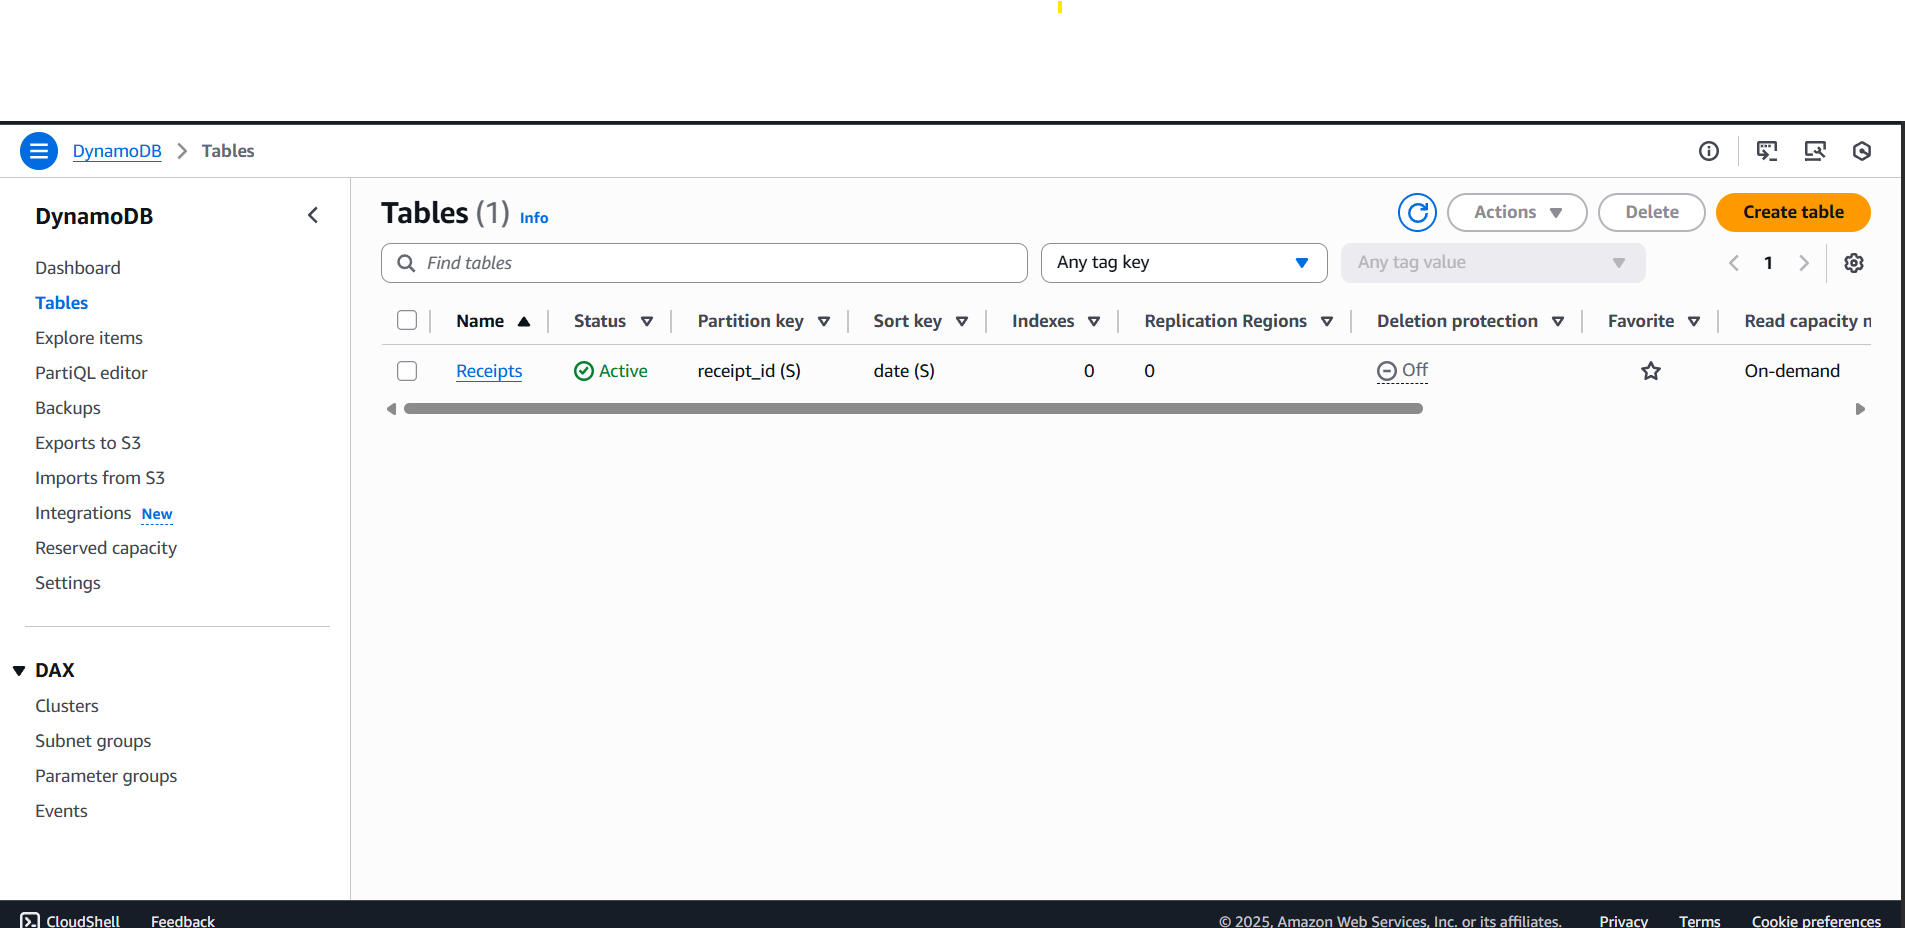 DynamoDB > Tables
DynamoDB
Dashboard
Tables
Explore items
PartiQL editor
Backups
Exports to S3
Imports from S3
Integrations New
Reserved capacity
Settings
DAX
Clusters
Subnet groups
Parameter groups
Events
Tables (1) Info
Actions
Delete
Create table
Find tables
Any tag key
Any tag value
1
Name Status Partition key Sort key Indexes Replication Regions Deletion protection Favorite Read capacity
Receipts Active receipt_id (S) date (S) 0 0 Off On-demand
CloudShell Feedback © 2025, Amazon Web Services, Inc. or its affiliates. Privacy Terms Cookie preferences